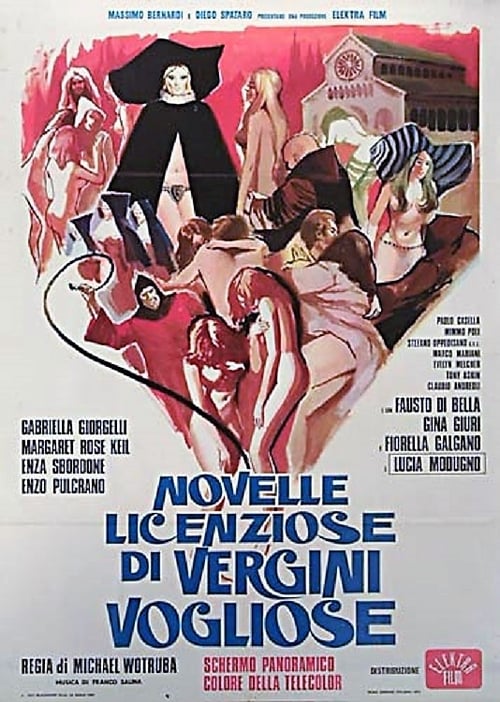 MASSIMO BERNARDI e DIEGO SPATARO PRESENTANO UNA PRODUZIONE ELEKTRA FILM
PAOLO CASELLA
MIMMO POLI
STEFANO OPPEDISANO
MARCO MARIANI
EVELYN MELCHER
TONY ASKIN
CLAUDIO ANDREOLI
e con FAUSTO DI BELLA
GINA GIURI
e FIORELLA GALGANO
e LUCIA MODUGNO
GABRIELLA GIORGELLI
MARGARET ROSE KEIL
ENZA SBORDONE
ENZO PULCRANO
NOVELLE
LICENZIOSE
DI VERGINI
VOGLIOSE
REGIA di MICHAEL WOTRUBA
MUSICA DI FRANCO SALINA
SCHERMO PANORAMICO
COLORE DELLA TELECOLOR
DISTRIBUZIONE
ELEKTRA
FILM